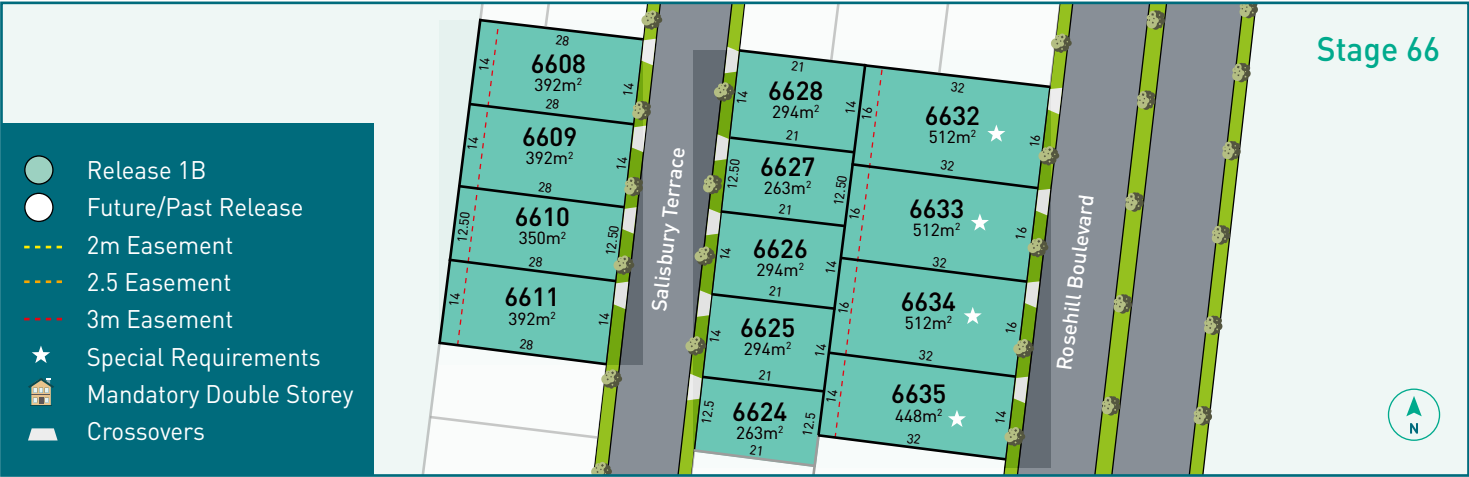 Stage 66
Release 1B
Future/Past Release
2m Easement
2.5 Easement
3m Easement
Special Requirements
Mandatory Double Storey
Crossovers
28
14
6608
392m²
14
28
14
6609
392m²
14
28
12.50
6610
350m²
12.50
28
14
6611
392m²
14
28
Salisbury Terrace
21
14
6628
294m²
14
21
12.50
6627
263m²
12.50
21
14
6626
294m²
14
21
14
6625
294m²
14
21
12.5
6624
263m²
12.5
21
32
16
6632
512m²
16
32
16
6633
512m²
16
32
16
6634
512m²
16
32
14
6635
448m²
14
32
Rosehill Boulevard
N